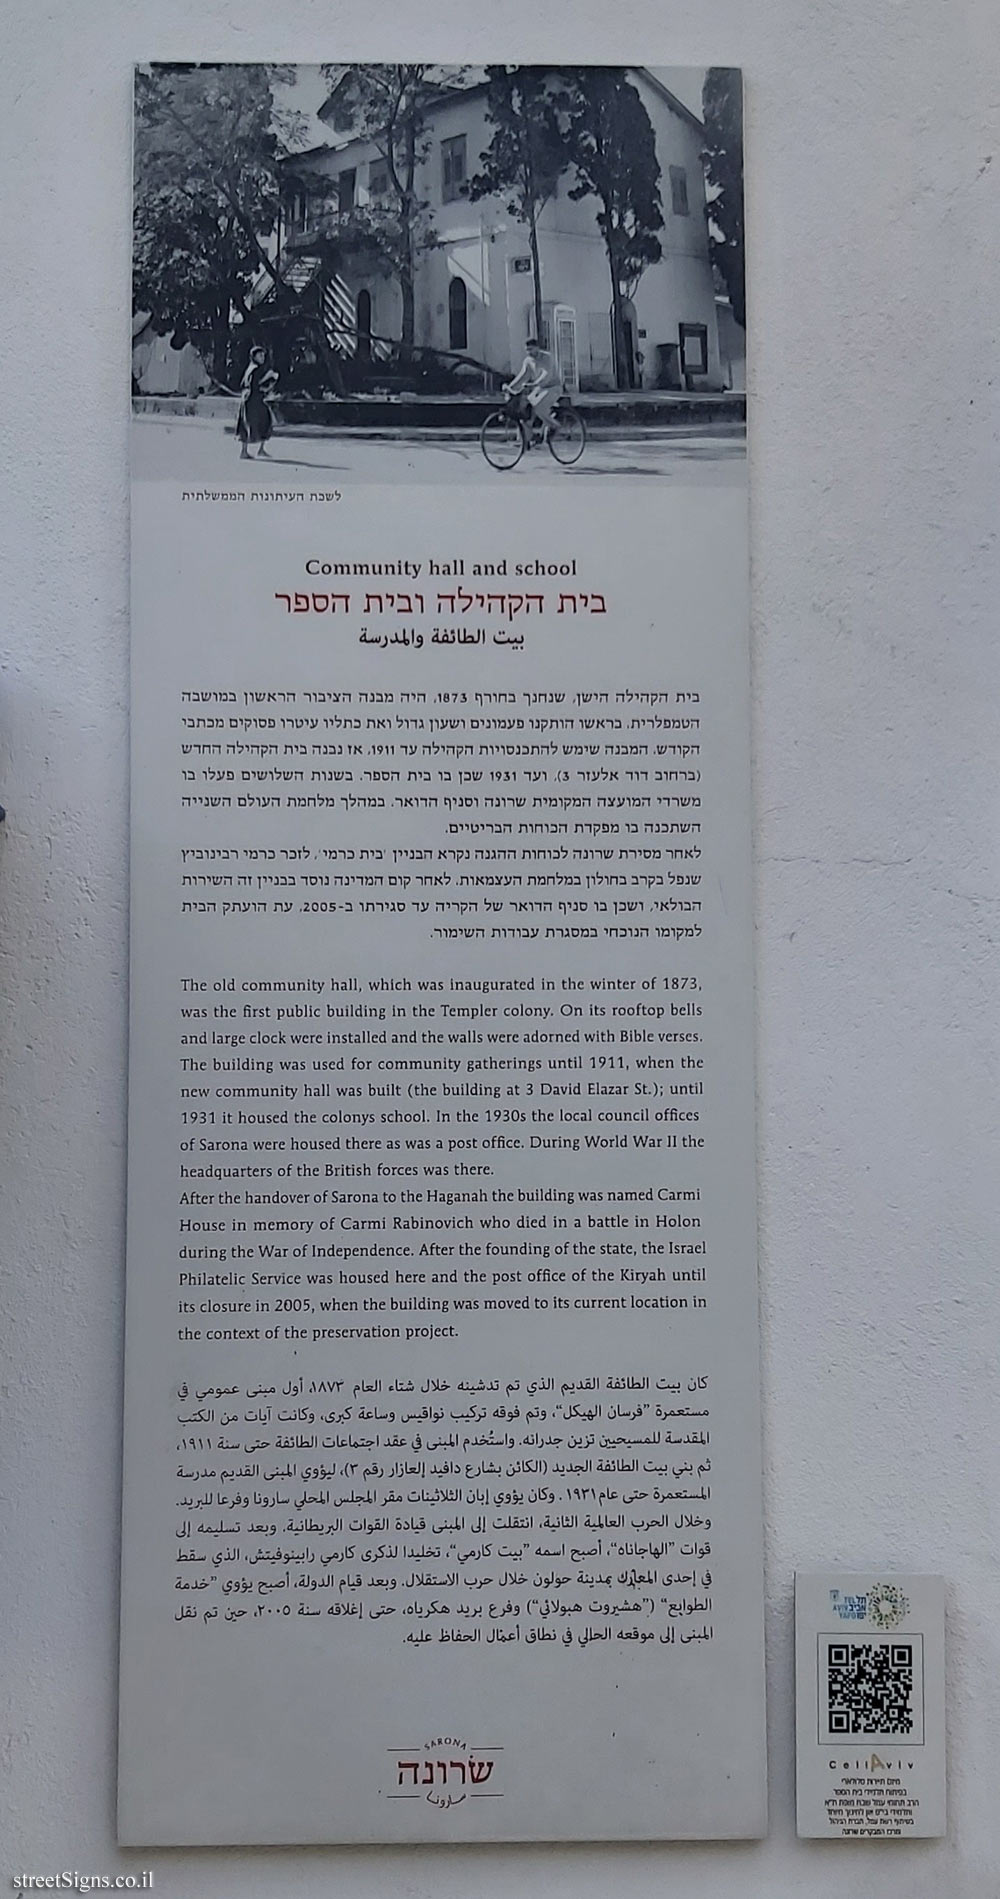 לשכת העיתונות הממשלתית
Community hall and school
בית הקהילה ובית הספר
بيت الطائفة والمدرسة
בית הקהילה הישן, שנחנך בחורף 1873, היה מבנה הציבור הראשון במושבה
הטמפלרית. בראשו הותקנו פעמונים ושעון גדול ואת כתליו עיטרו פסוקים מכתבי
הקודש. המבנה שימש להתכנסויות הקהילה עד 1911, אז נבנה בית הקהילה החדש
(ברחוב דוד אלעזר 3), ועד 1931 שכן בו בית הספר. בשנות השלושים פעלו בו
משרדי המועצה המקומית שרונה וסניף הדואר. במהלך מלחמת העולם השנייה
השתכנה בו מפקדת הכוחות הבריטיים.
לאחר מסירת שרונה לכוחות ההגנה נקרא הבניין 'בית כרמי', לזכר כרמי רבינוביץ
שנפל בקרב בחולון במלחמת העצמאות. לאחר קום המדינה נוסד בבניין זה השירות
הבולאי, ושכן בו סניף הדואר של הקריה עד סגירתו ב-2005, עת הועתק הבית
למקומו הנוכחי במסגרת עבודות השימור.
The old community hall, which was inaugurated in the winter of 1873,
was the first public building in the Templer colony. On its rooftop bells
and large clock were installed and the walls were adorned with Bible verses.
The building was used for community gatherings until 1911, when the
new community hall was built (the building at 3 David Elazar St.); until
1931 it housed the colonys school. In the 1930s the local council offices
of Sarona were housed there as was a post office. During World War II the
headquarters of the British forces was there.
After the handover of Sarona to the Haganah the building was named Carmi
House in memory of Carmi Rabinovich who died in a battle in Holon
during the War of Independence. After the founding of the state, the Israel
Philatelic Service was housed here and the post office of the Kiryah until
its closure in 2005, when the building was moved to its current location in
the context of the preservation project.
كان بيت الطائفة القديم الذي تم تدشينه خلال شتاء العام ١٨٧٣، أول مبنى عمومي في
مستعمرة ”فرسان الهيكل“، وتم فوقه تركيب نواقيس وساعة كبرى، وكانت آيات من الكتب
المقدسة للمسيحيين تزين جدرانه. واستُخدم المبنى في عقد اجتماعات الطائفة حتى سنة ١٩١١،
ثم بني بيت الطائفة الجديد (الكائن بشارع دافيد إلعازار رقم ٣)، ليؤوي المبنى القديم مدرسة
المستعمرة حتى عام١٩٣١ . وكان يؤوي إبان الثلاثينات مقر المجلس المحلي سارونا وفرعا للبريد.
وخلال الحرب العالمية الثانية، انتقلت إلى المبنى قيادة القوات البريطانية. وبعد تسليمه إلى
قوات ”الهاجاناه“، أصبح اسمه ”بيت كارمي“، تخليدا لذكرى كارمي رابينوفيتش، الذي سقط
في إحدى المعارك بمدينة حولون خلال حرب الاستقلال. وبعد قيام الدولة، أصبح يؤوي ”خدمة
الطوابع“ (”هشيروت هبولائي“) وفرع بريد هكرياه، حتى إغلاقه سنة ٢٠٠٥، حين تم نقل
المبنى إلى موقعه الحالي في نطاق أعمال الحفاظ عليه.
SARONA
שרונה
سارونا
TEL AVIV YAFO
תל אביב יפו
CellAviv
מיזם תיירות סלולארי
בפיתוח תלמידי בית הספר
ומרכז המבקרים שרונה
streetSigns.co.il